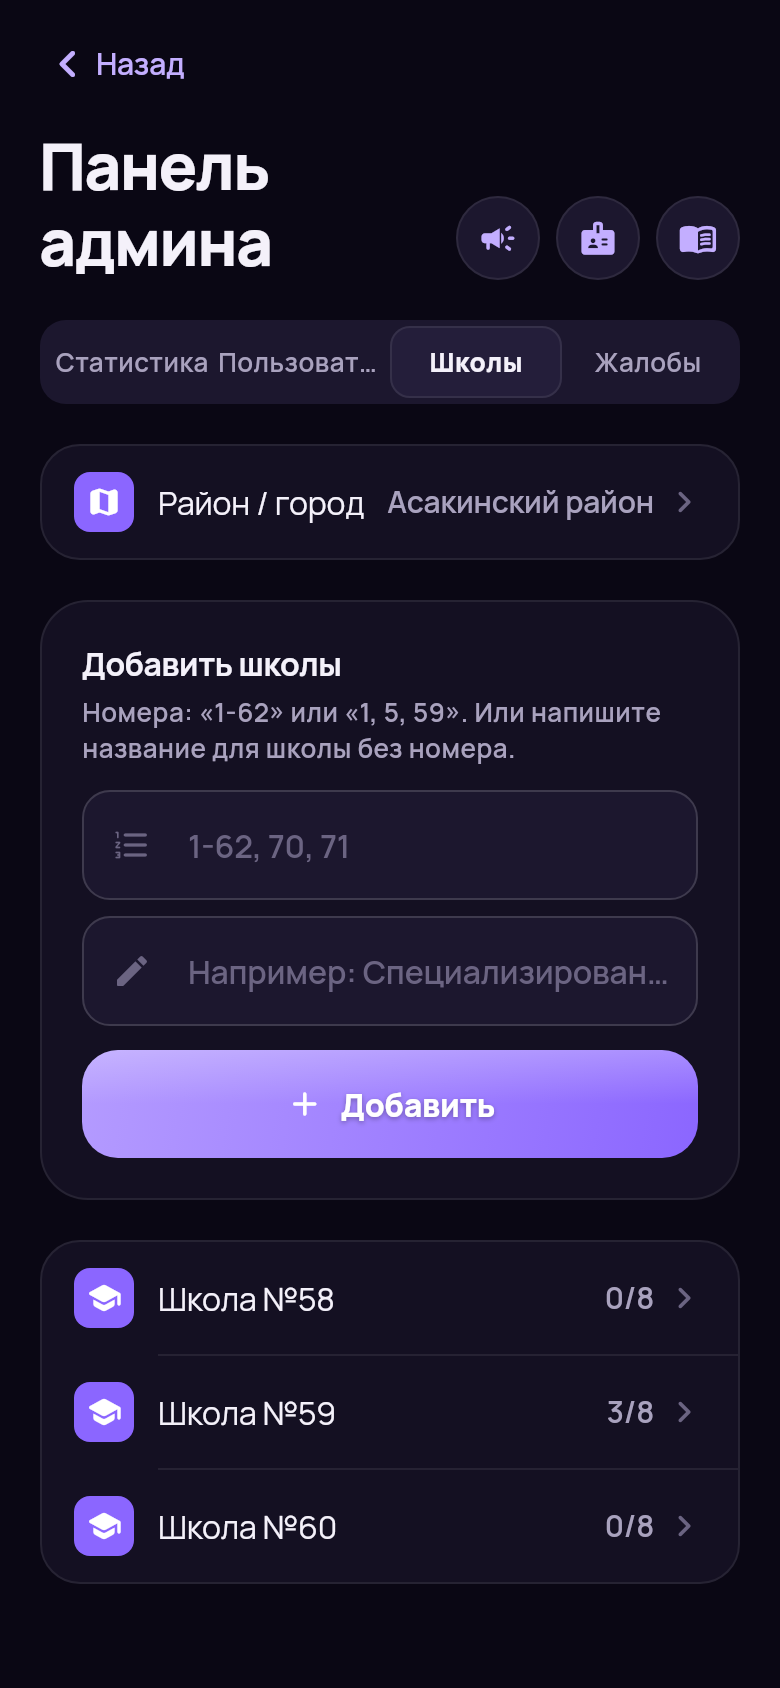 Назад
Панель
админа
Статистика Пользоват... Школы Жалобы
Район / город Асакинский район
Добавить школы
Номера: «1-62» или «1, 5, 59». Или напишите
название для школы без номера.
1-62, 70, 71
Например: Специализирован...
+ Добавить
Школа №58 0/8
Школа №59 3/8
Школа №60 0/8